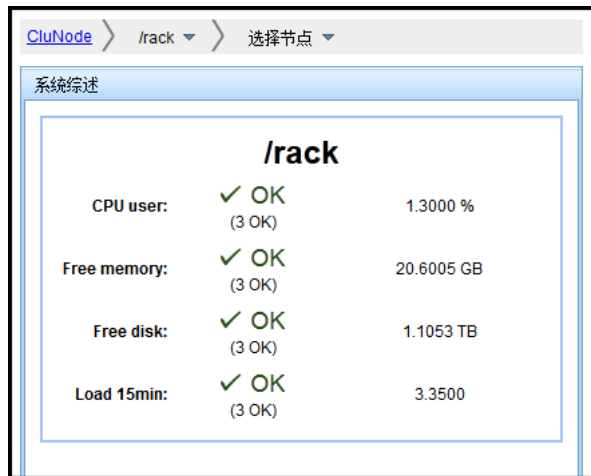 CluNode /rack 选择节点
系统综述
/rack
CPU user: OK 1.3000 %
(3 OK)
Free memory: OK 20.6005 GB
(3 OK)
Free disk: OK 1.1053 TB
(3 OK)
Load 15min: OK 3.3500
(3 OK)